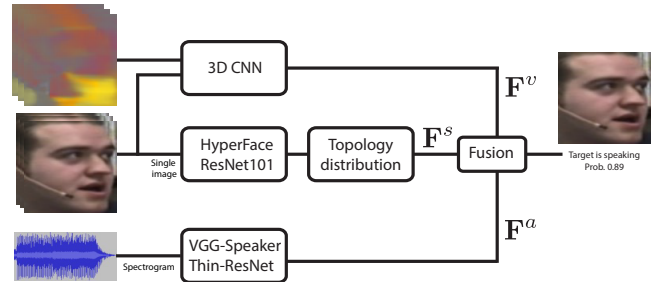 3D CNN
F^v
HyperFace
ResNet101
Topology
distribution
F^s
Fusion
Single
image
Target is speaking
Prob. 0.89
F^a
VGG-Speaker
Thin-ResNet
Spectrogram